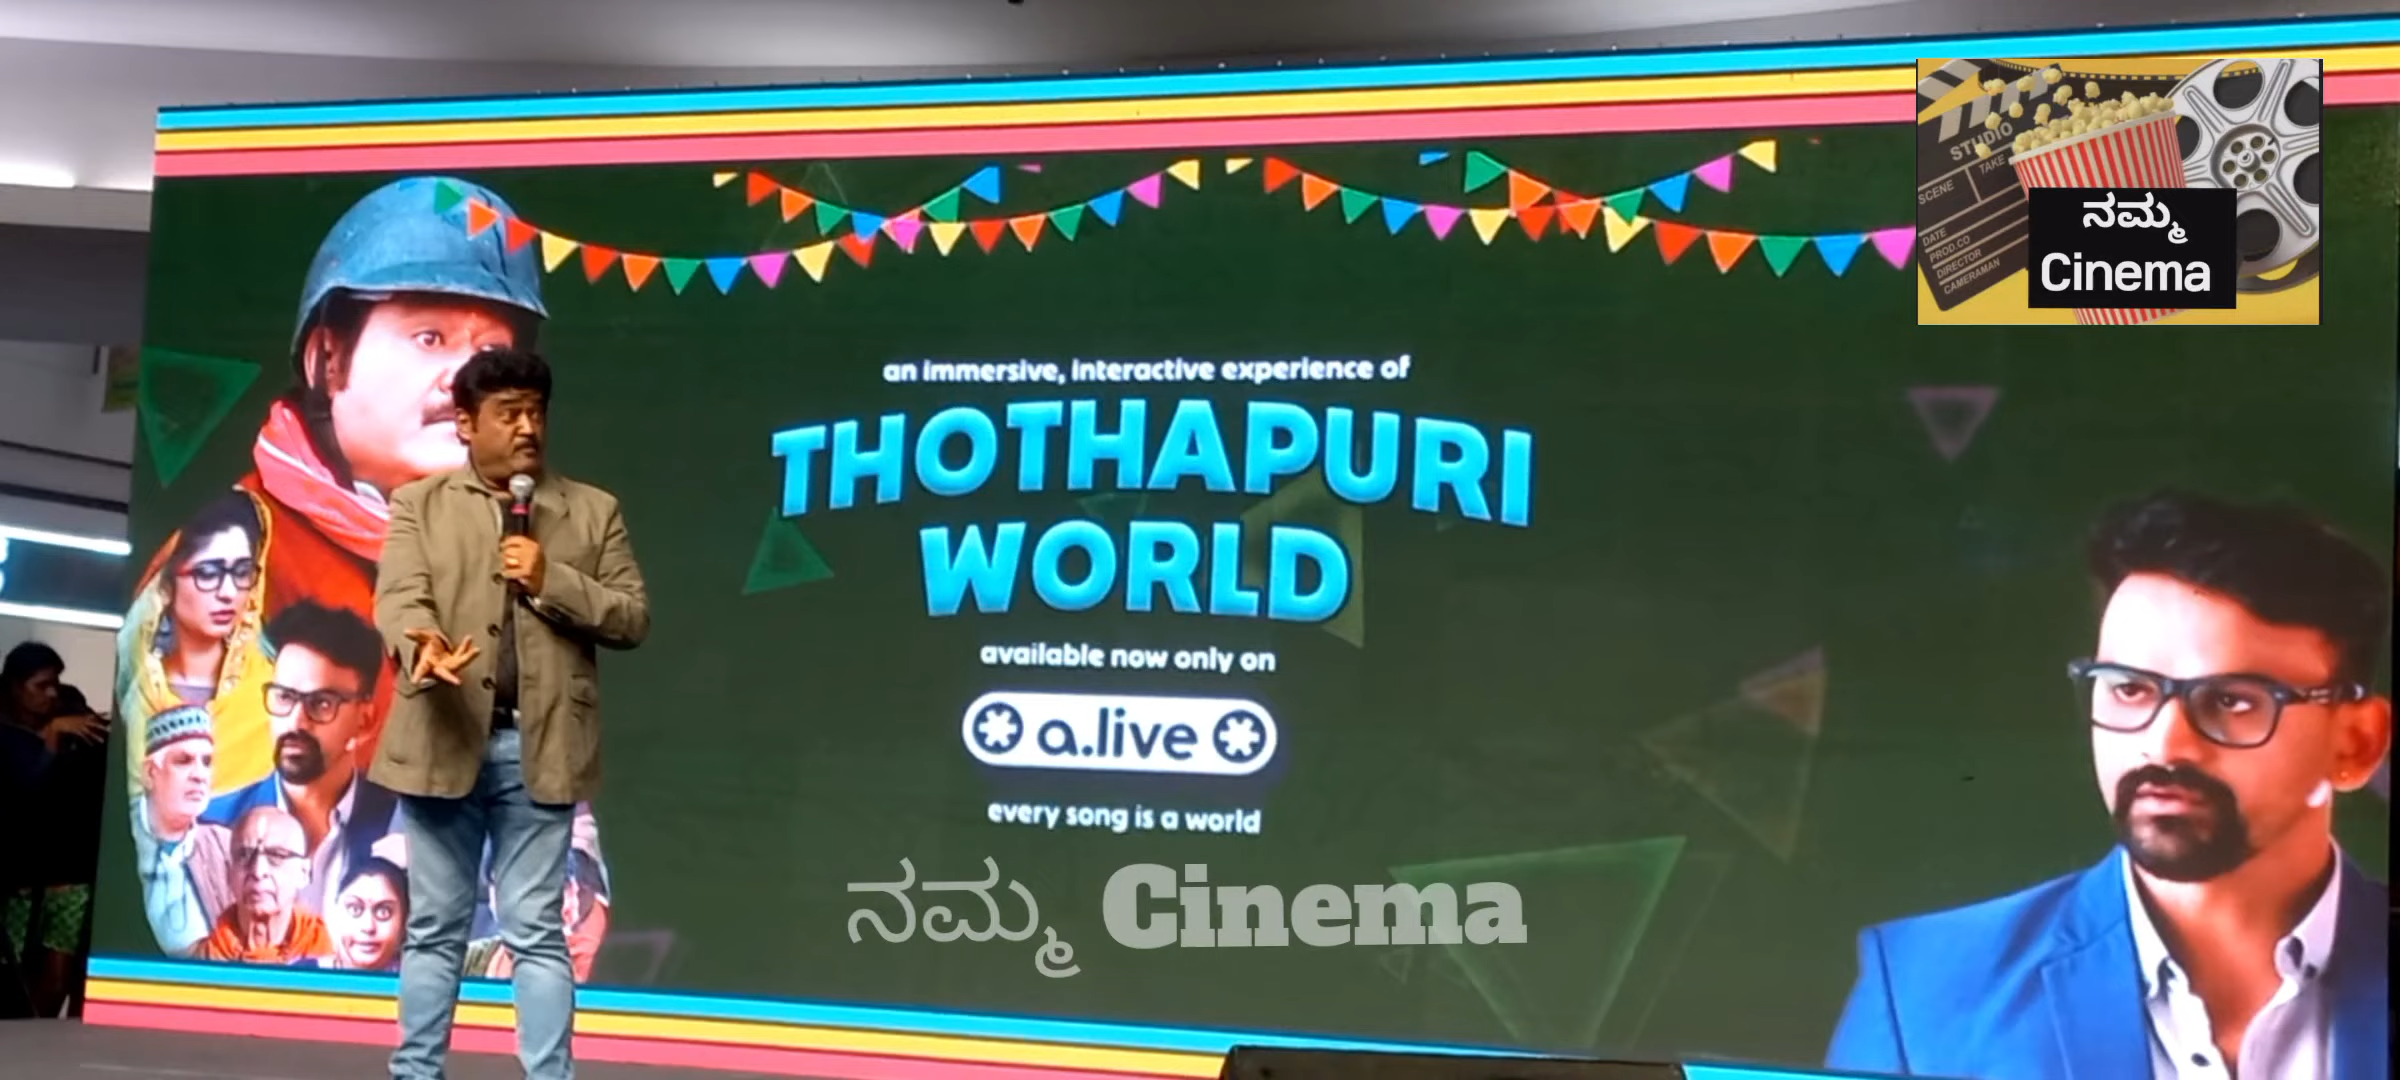 STUDIO
TAKE
SCENE
DATE
PROD.CO
DIRECTOR
CAMERAMAN
ನಮ್ಮ
Cinema
an immersive, interactive experience of
THOTHAPURI
WORLD
available now only on
a.live
every song is a world
ನಮ್ಮ Cinema